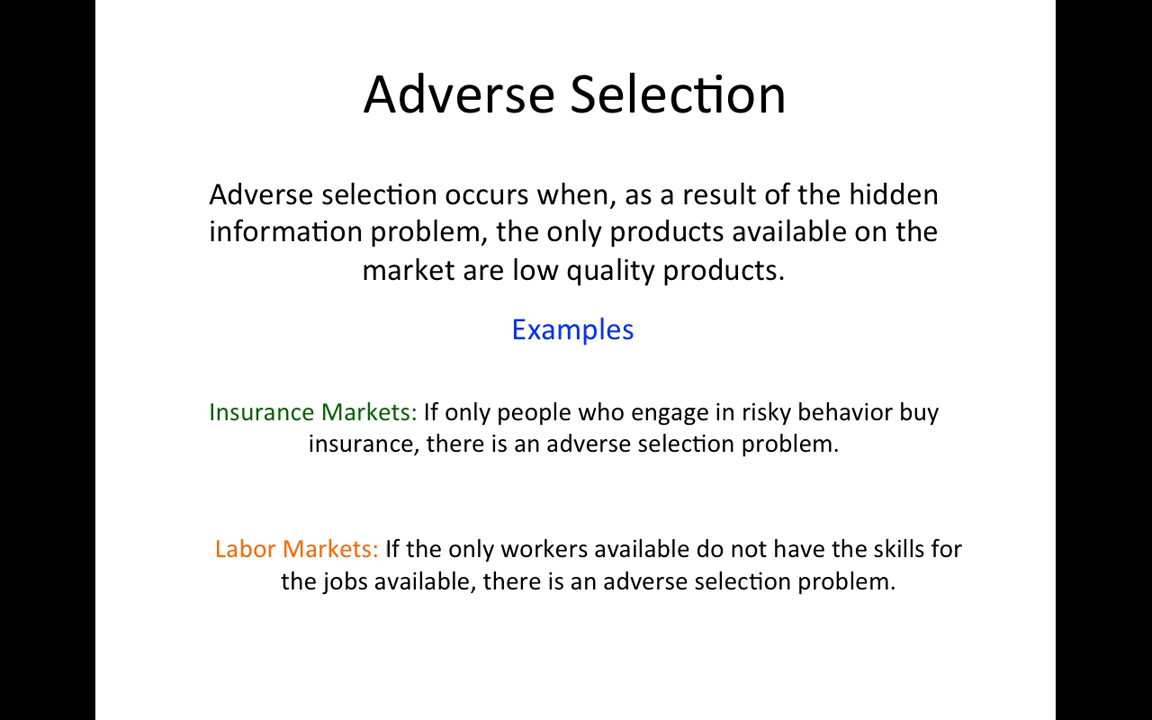 Adverse Selection
Adverse selection occurs when, as a result of the hidden
information problem, the only products available on the
market are low quality products.
Examples
Insurance Markets: If only people who engage in risky behavior buy
insurance, there is an adverse selection problem.
Labor Markets: If the only workers available do not have the skills for
the jobs available, there is an adverse selection problem.